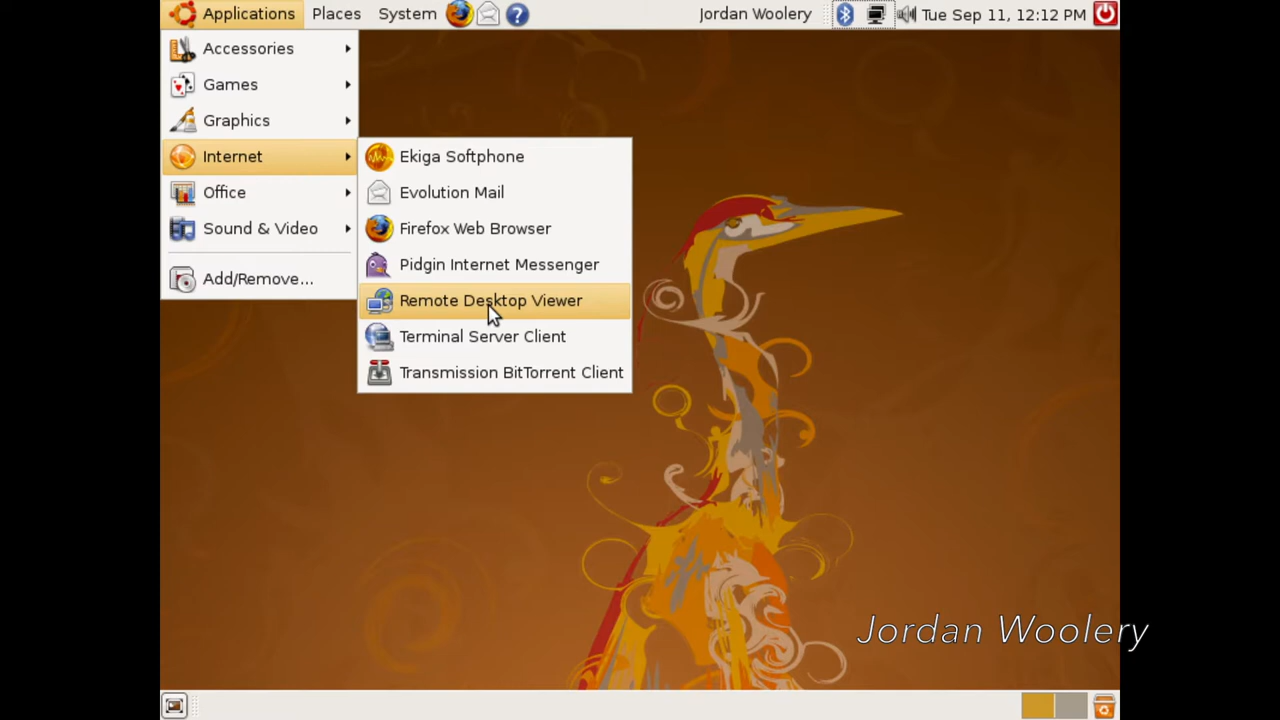 Applications Places System Jordan Woolery Tue Sep 11, 12:12 PM
Accessories
Games
Graphics
Internet
Office
Sound & Video
Add/Remove...
Ekiga Softphone
Evolution Mail
Firefox Web Browser
Pidgin Internet Messenger
Remote Desktop Viewer
Terminal Server Client
Transmission BitTorrent Client
Jordan Woolery